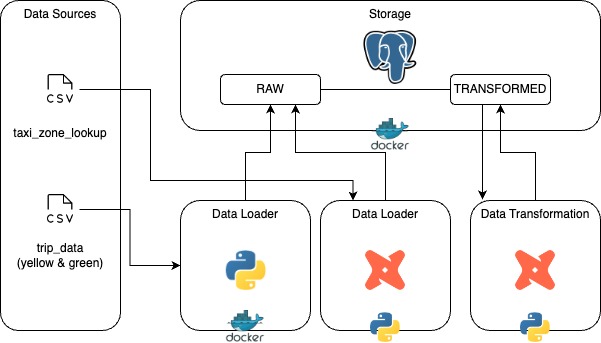 Data Sources
Storage
CSV
taxi_zone_lookup
RAW
TRANSFORMED
docker
CSV
trip_data
(yellow & green)
Data Loader
Data Loader
Data Transformation
docker